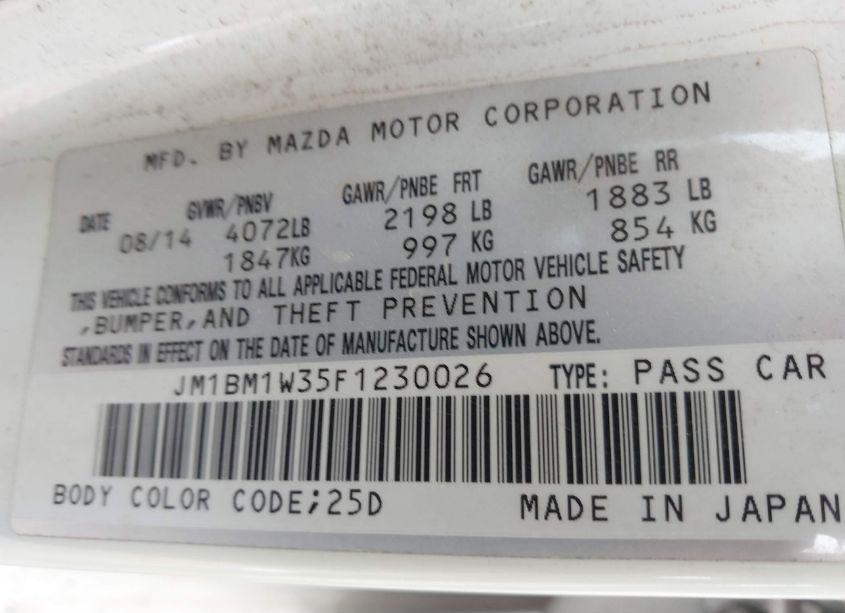 MFD. BY MAZDA MOTOR CORPORATION
DATE GVWR/PNBV GAWR/PNBE FRT GAWR/PNBE RR
08/14 4072LB 2198 LB 1883 LB
1847KG 997 KG 854 KG
THIS VEHICLE CONFORMS TO ALL APPLICABLE FEDERAL MOTOR VEHICLE SAFETY
,BUMPER,AND THEFT PREVENTION
STANDARDS IN EFFECT ON THE DATE OF MANUFACTURE SHOWN ABOVE.
JM1BM1W35F1230026 TYPE: PASS CAR
BODY COLOR CODE;25D MADE IN JAPAN